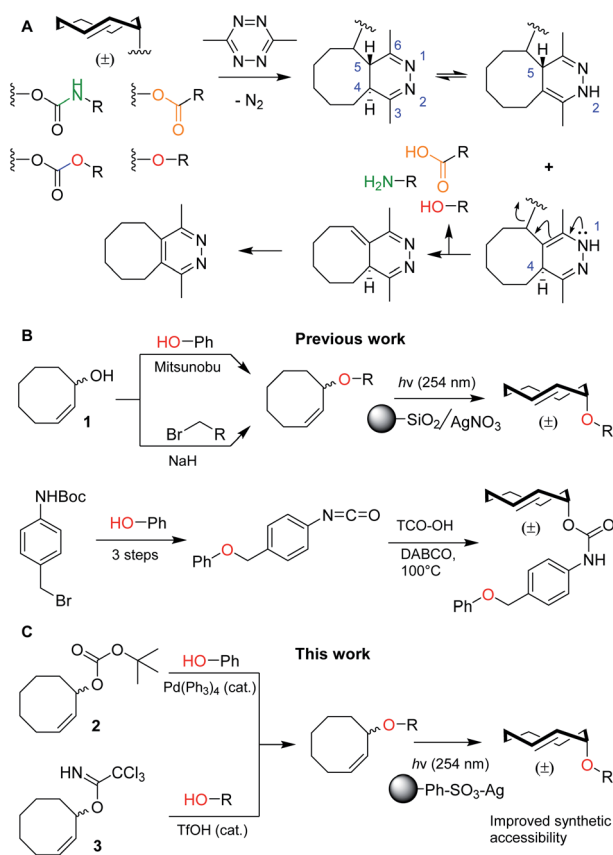 A
(±)
- N2
6
5
N
1
4
N
2
3
H
5
N
NH
2
O
H
N
R
O
O
R
O
O
O
R
O
O
R
H2N-R
HO
R
O
HO-R
+
N
N
N
N
H
1
NH
N
4
H
B
Previous work
OH
1
HO-Ph
Mitsunobu
Br
R
NaH
O-R
hv (254 nm)
SiO2/AgNO3
(±)
O
R
NHBoc
Br
HO-Ph
3 steps
N=C=O
PhO
TCO-OH
DABCO,
100°C
(±)
O
O
NH
PhO
C
This work
O
O
O
2
HO-Ph
Pd(Ph3)4 (cat.)
HN
CCl3
O
3
HO-R
TfOH (cat.)
O-R
hv (254 nm)
Ph-SO3-Ag
(±)
O
R
Improved synthetic
accessibility